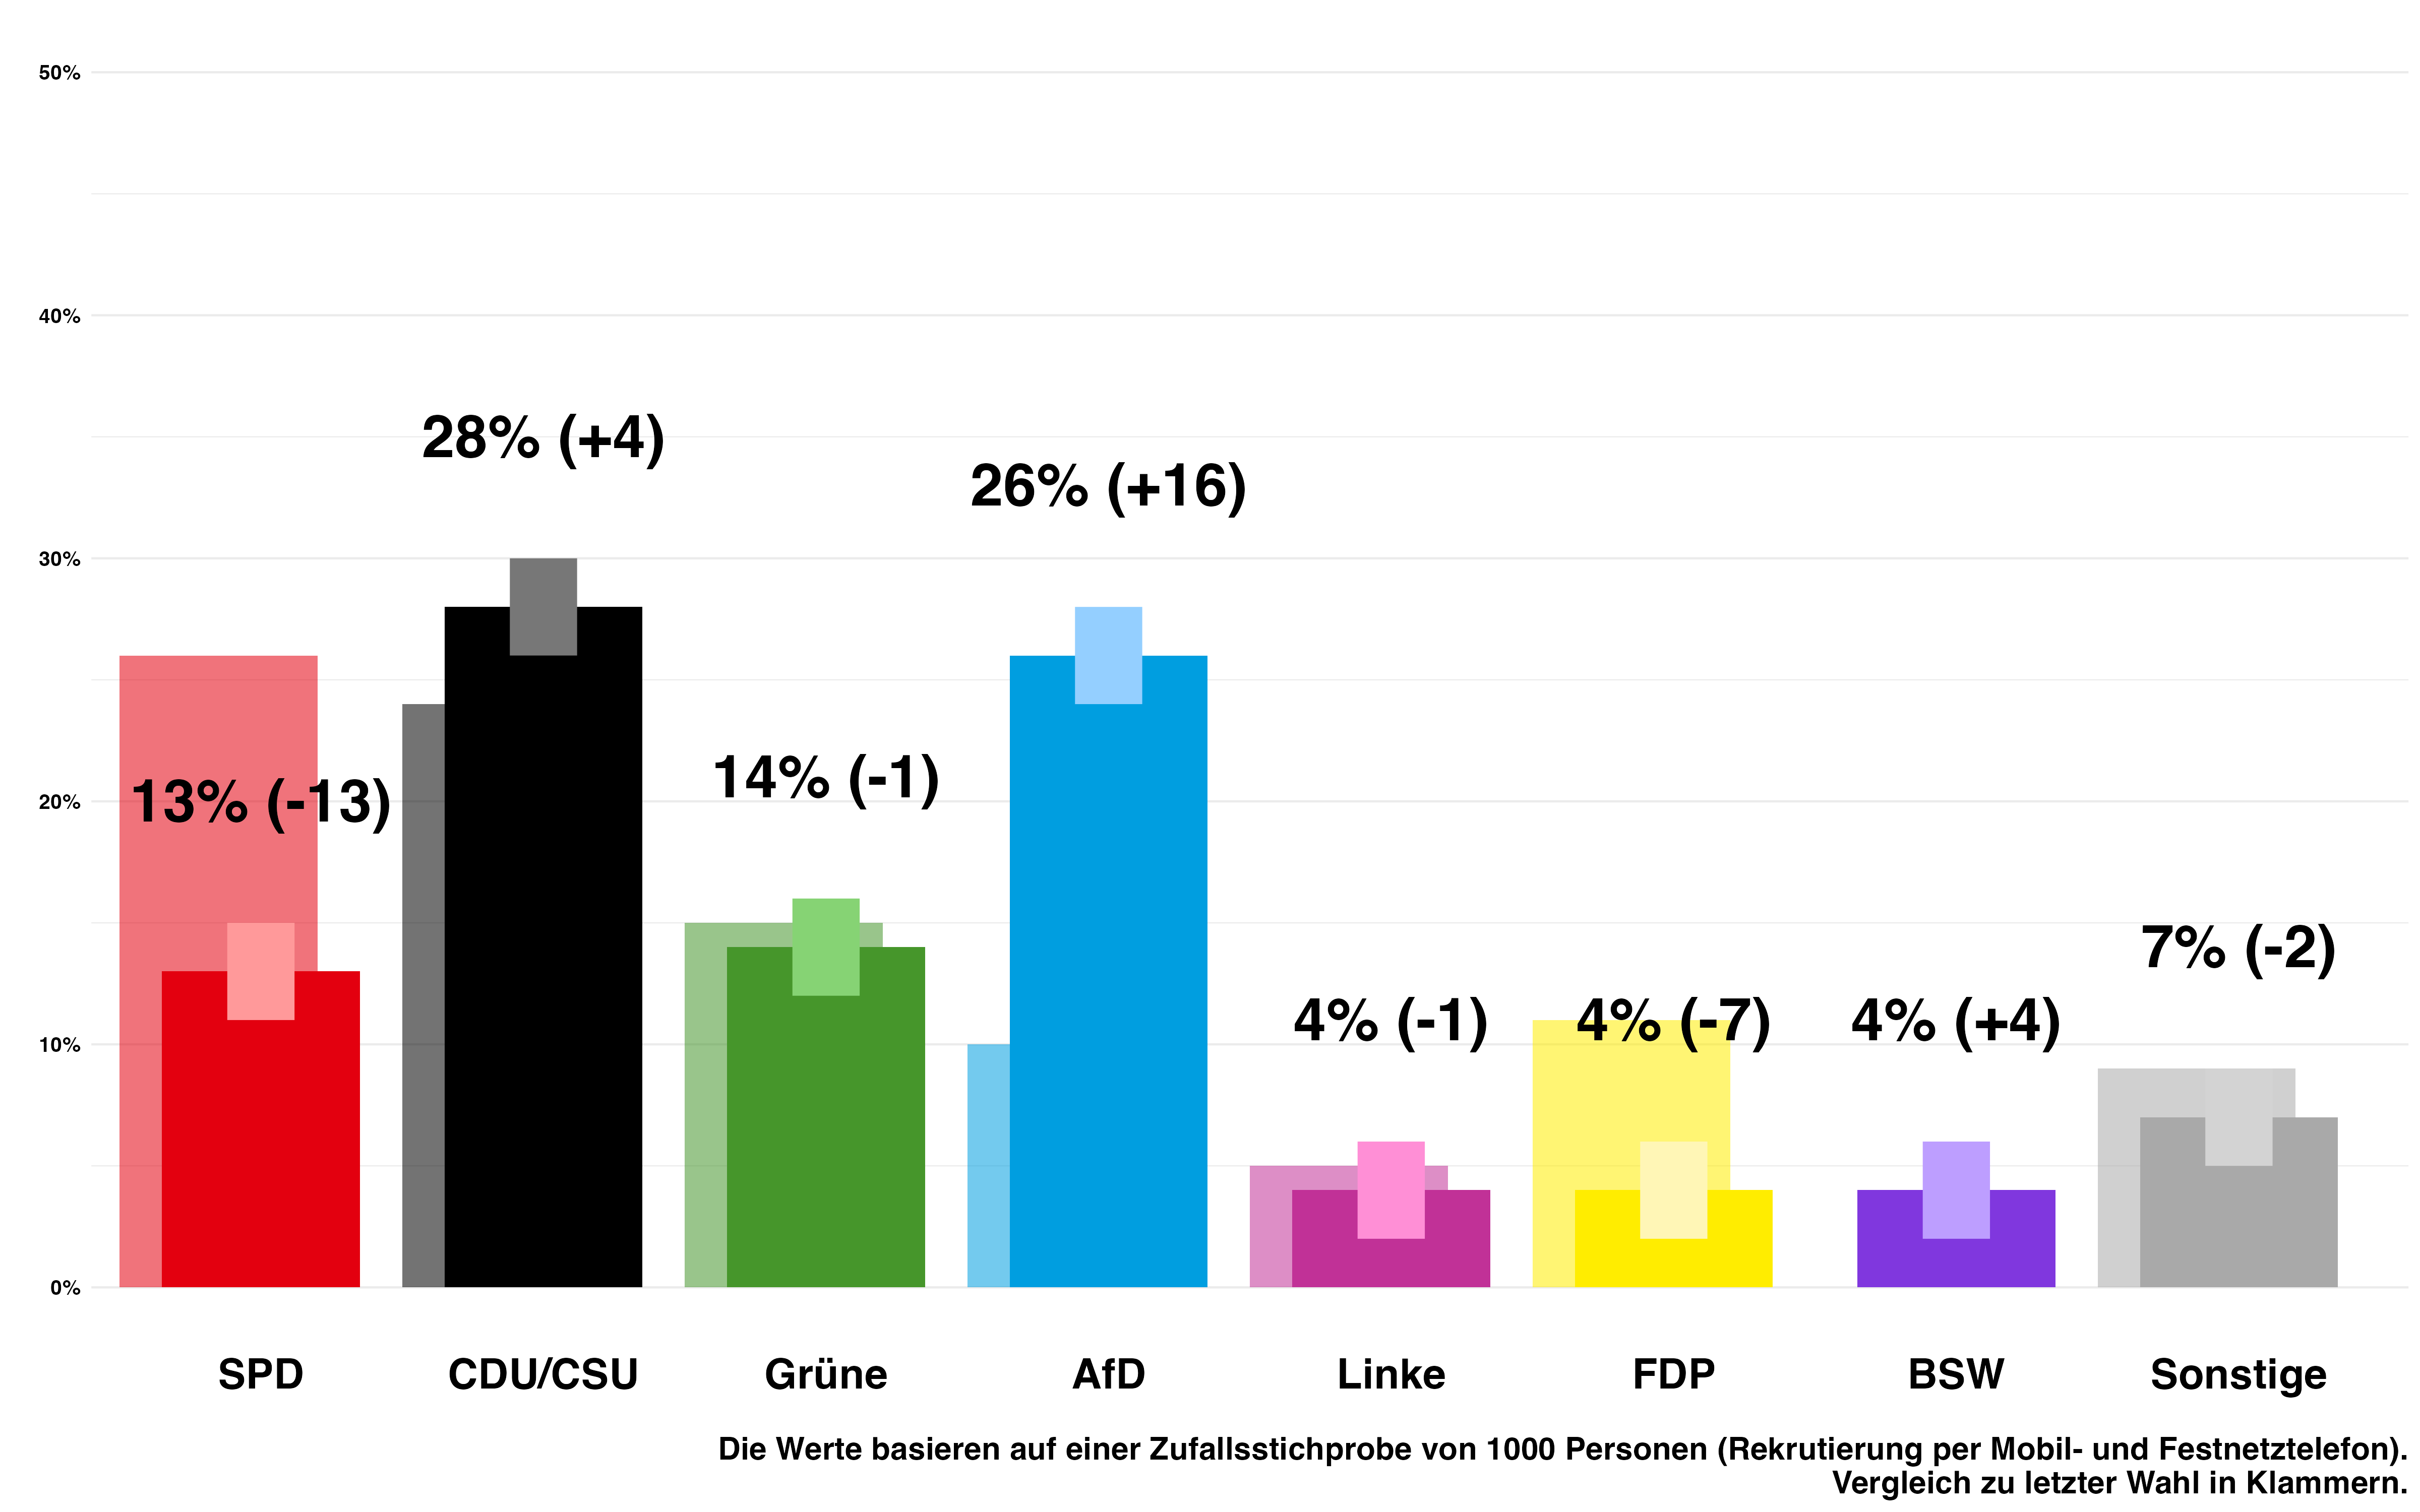 50%
40%
30%
20%
10%
0%
13% (-13)
28% (+4)
14% (-1)
26% (+16)
4% (-1)
4% (-7)
4% (+4)
7% (-2)
SPD
CDU/CSU
Grüne
AfD
Linke
FDP
BSW
Sonstige
Die Werte basieren auf einer Zufallsstichprobe von 1000 Personen (Rekrutierung per Mobil- und Festnetztelefon).
Vergleich zu letzter Wahl in Klammern.